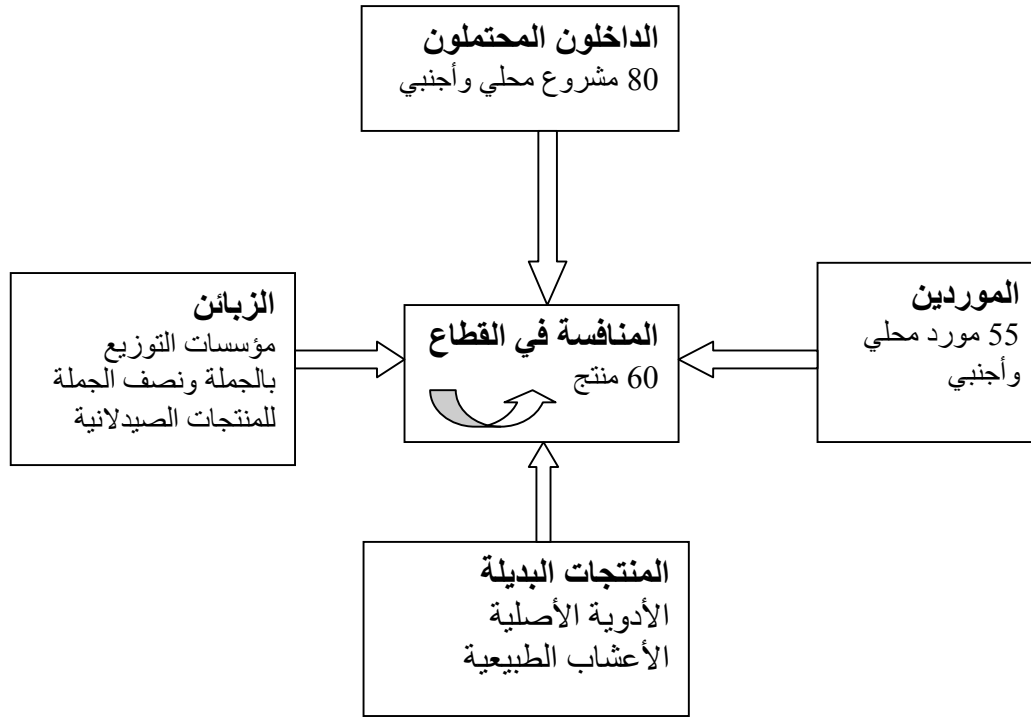 الداخلون المحتملون
80 مشروع محلي وأجنبي
الموردين
55 مورد محلي
وأجنبي
المنافسة في القطاع
60 منتج
الزبائن
مؤسسات التوزيع
بالجملة ونصف الجملة
للمنتجات الصيدلانية
المنتجات البديلة
الأدوية الأصلية
الأعشاب الطبيعية